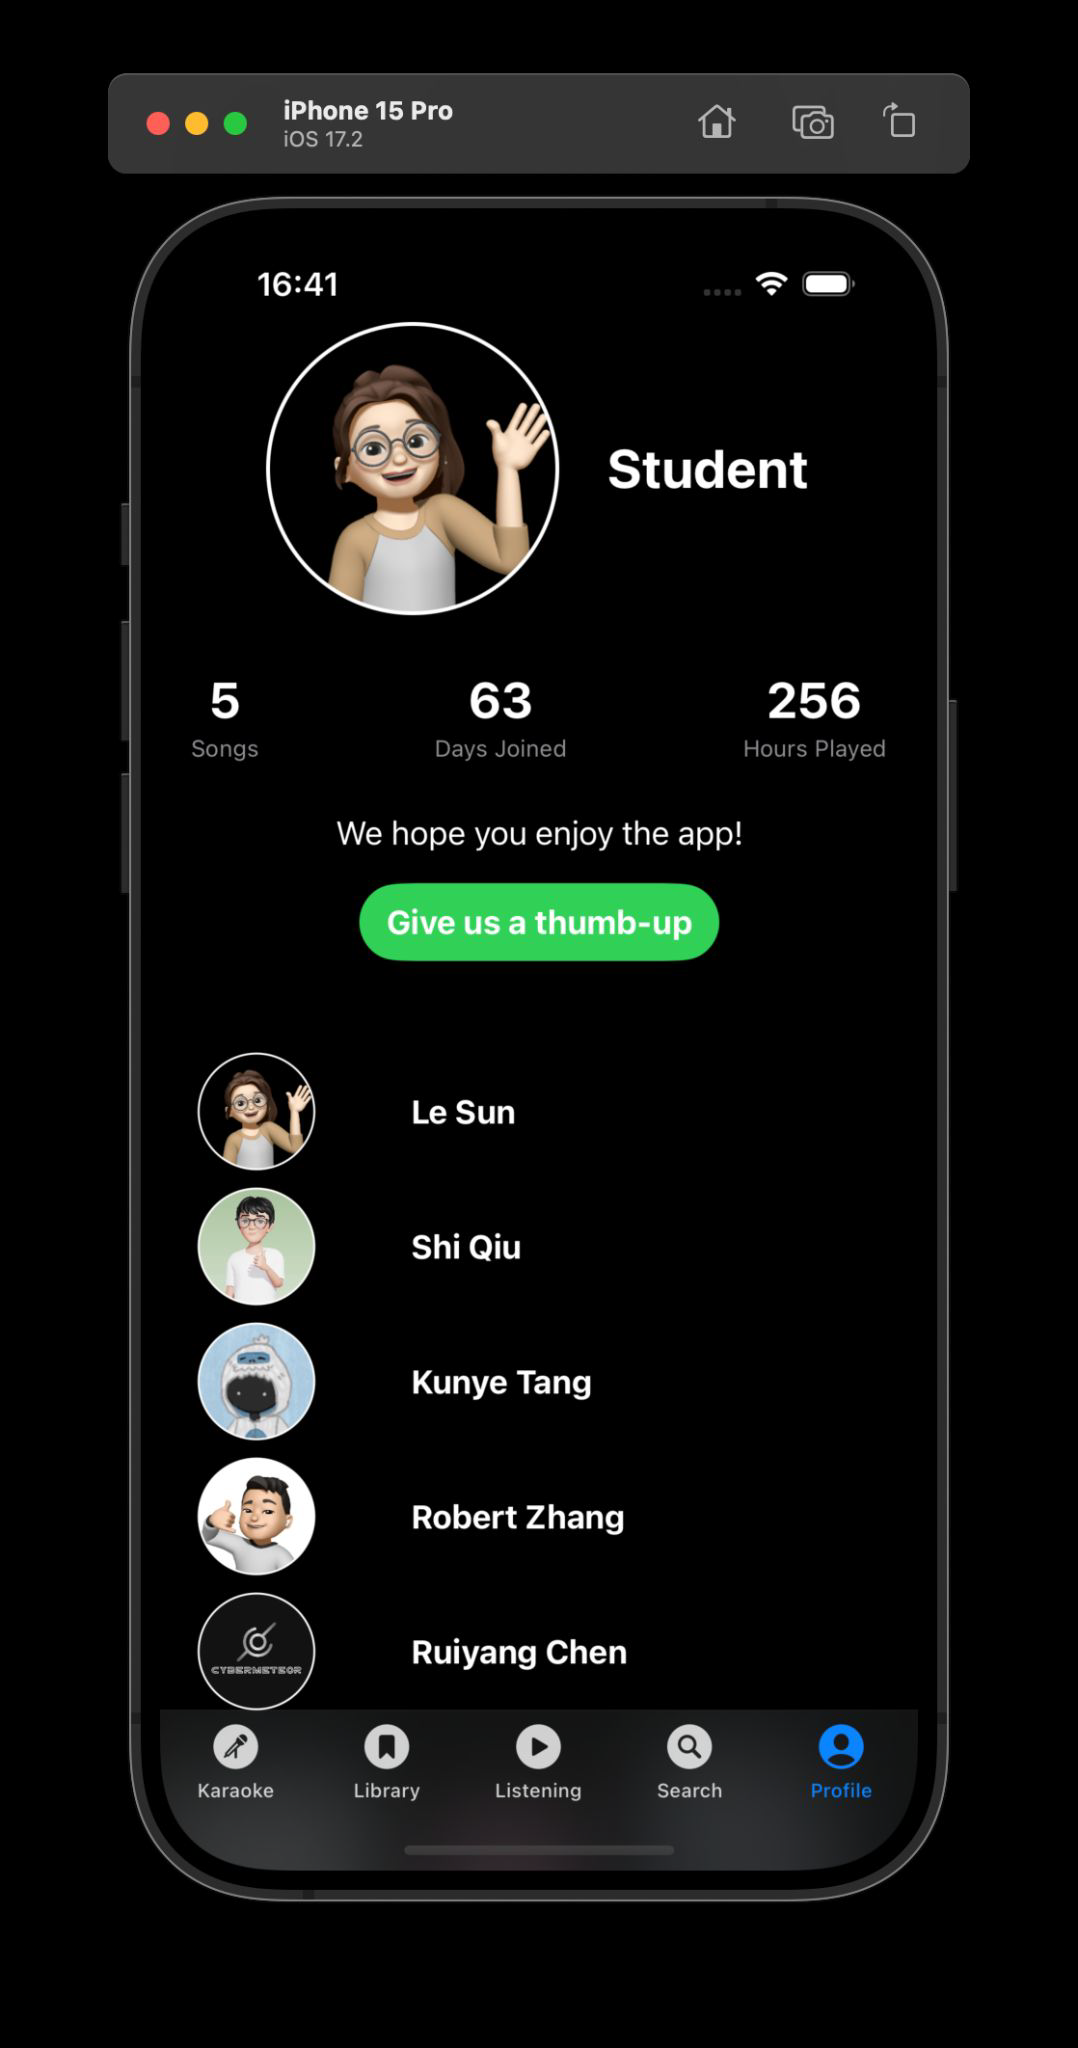 iPhone 15 Pro
iOS 17.2
16:41
Student
5 63 256
Songs Days Joined Hours Played
We hope you enjoy the app!
Give us a thumb-up
Le Sun
Shi Qiu
Kunye Tang
Robert Zhang
Ruiyang Chen
CYBERMETEOR
Karaoke Library Listening Search Profile